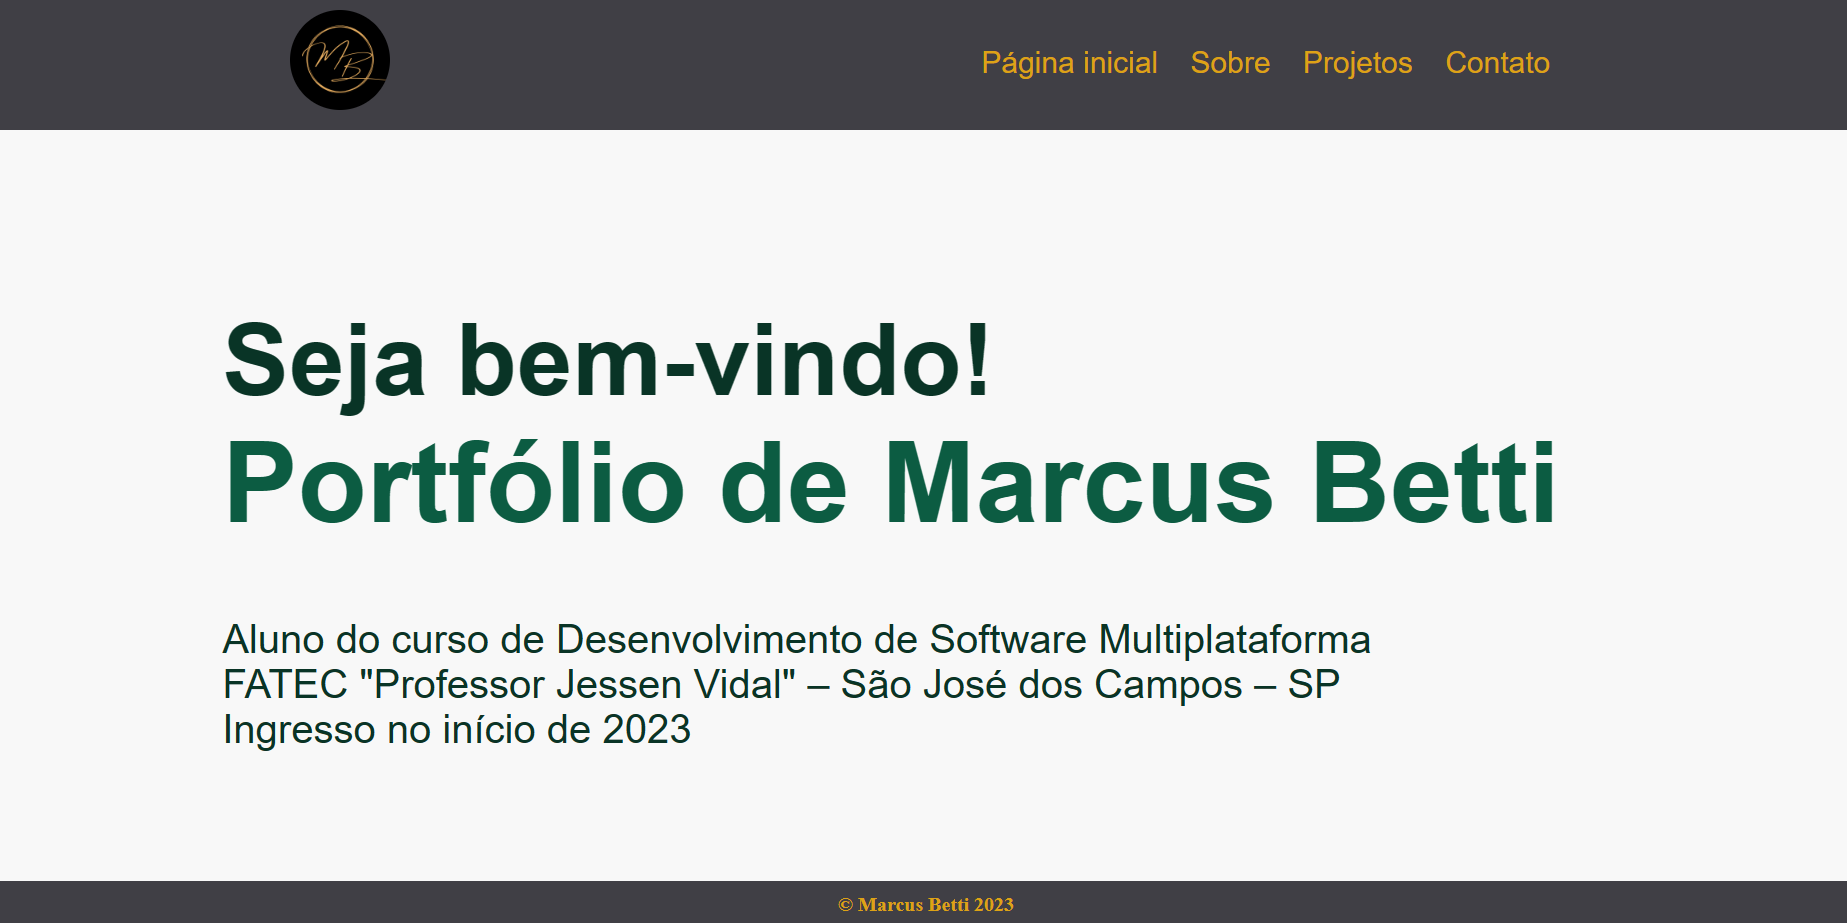 MB
Página inicial Sobre Projetos Contato
Seja bem-vindo!
Portfólio de Marcus Betti
Aluno do curso de Desenvolvimento de Software Multiplataforma
FATEC "Professor Jessen Vidal" – São José dos Campos – SP
Ingresso no início de 2023
© Marcus Betti 2023